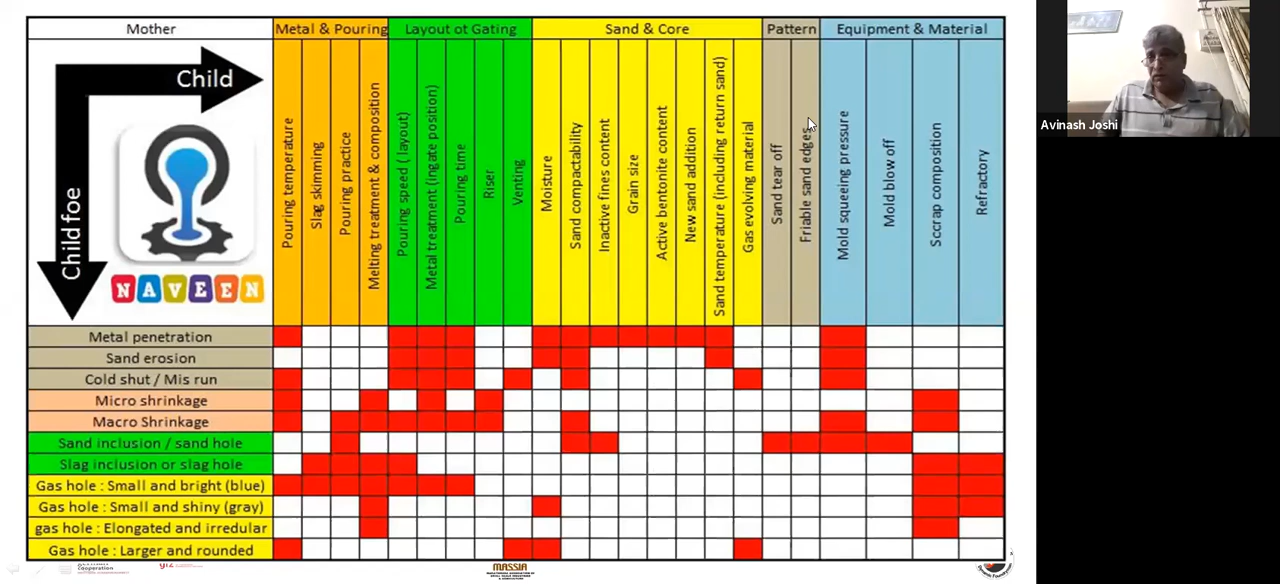 Mother
Metal & Pouring
Layout ot Gating
Sand & Core
Pattern
Equipment & Material
Child
Child foe
NAVEEN
Pouring temperature
Slag skimming
Pouring practice
Melting treatment & composition
Pouring speed ( layout)
Metal treatment (ingate position)
Pouring time
Riser
Venting
Moisture
Sand compactability
Inactive fines content
Grain size
Active bentonite content
New sand addition
Sand temperature (including return sand)
Gas evolving material
Sand tear off
Friable sand edges
Mold squeeing pressure
Mold blow off
Sccrap composition
Refractory
Metal penetration
Sand erosion
Cold shut / Mis run
Micro shrinkage
Macro Shrinkage
Sand inclusion / sand hole
Slag inclusion or slag hole
Gas hole : Small and bright (blue)
Gas hole : Small and shiny (gray)
gas hole : Elongated and irredular
Gas hole : Larger and rounded
cooperation
giz
MASSIA
Avinash Joshi